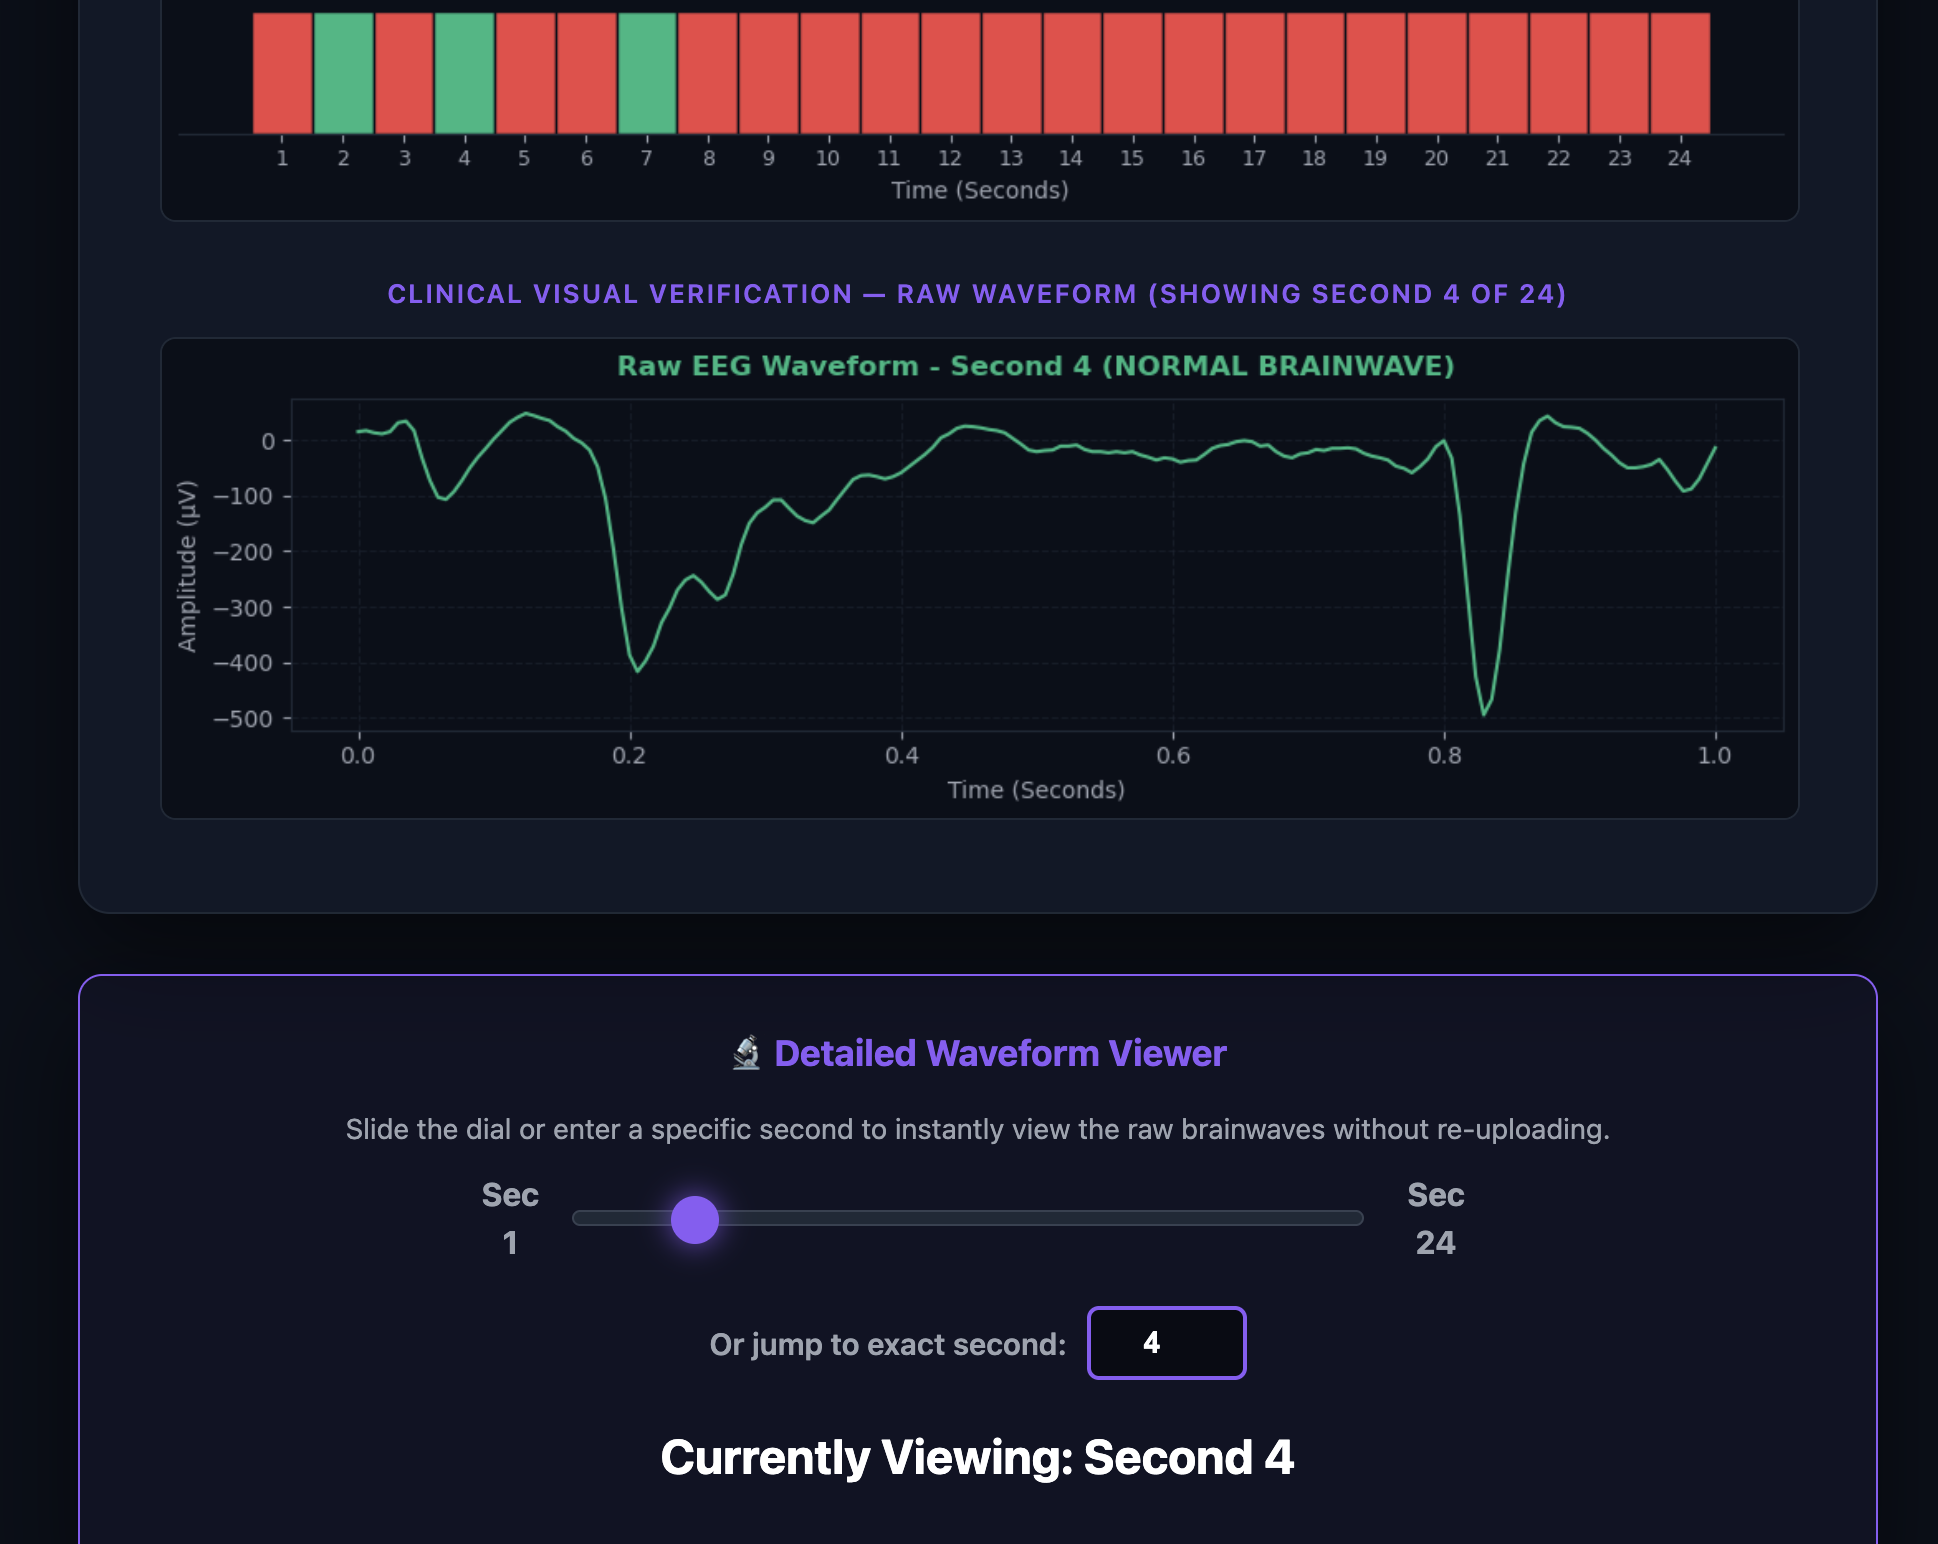 1 2 3 4 5 6 7 8 9 10 11 12 13 14 15 16 17 18 19 20 21 22 23 24
Time (Seconds)
CLINICAL VISUAL VERIFICATION — RAW WAVEFORM (SHOWING SECOND 4 OF 24)
Raw EEG Waveform - Second 4 (NORMAL BRAINWAVE)
Amplitude (µV)
0
−100
−200
−300
−400
−500
0.0 0.2 0.4 0.6 0.8 1.0
Time (Seconds)
🔬 Detailed Waveform Viewer
Slide the dial or enter a specific second to instantly view the raw brainwaves without re-uploading.
Sec Sec
1 24
Or jump to exact second: 4
Currently Viewing: Second 4